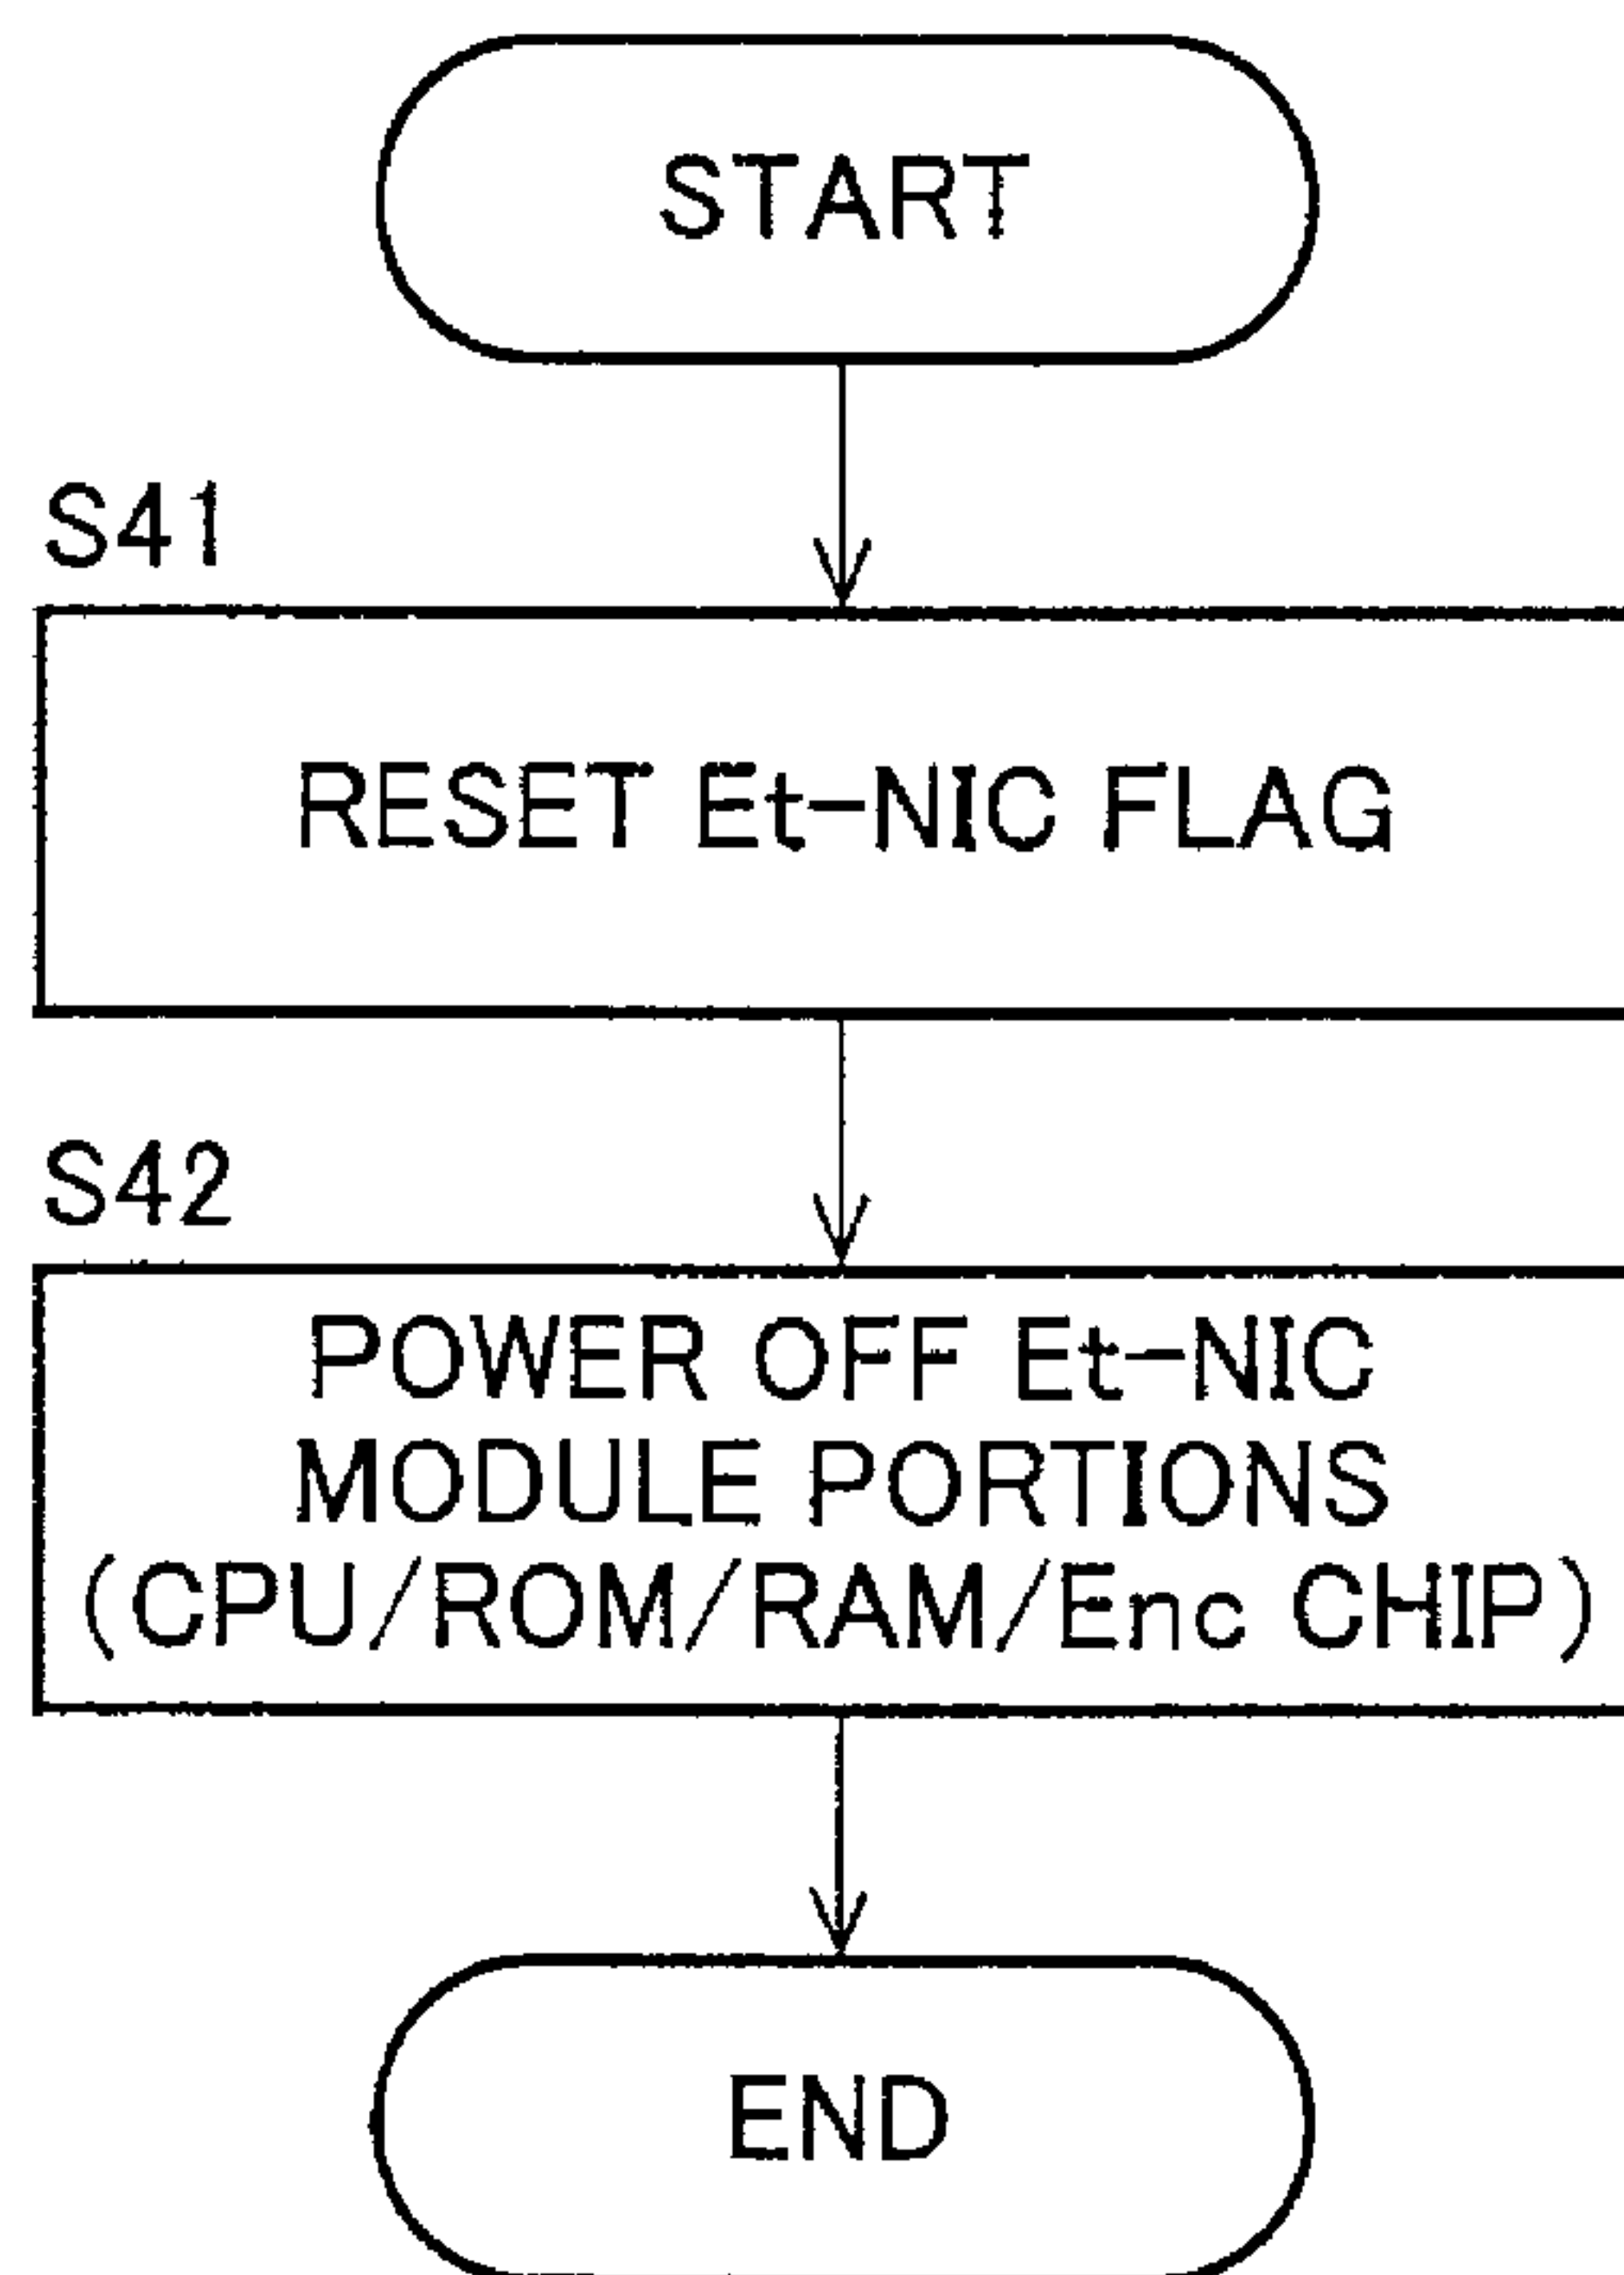 START
S41
RESET Et-NIC FLAG
S42
POWER OFF Et-NIC
MODULE PORTIONS
(CPU/ROM/RAM/Enc CHIP)
END